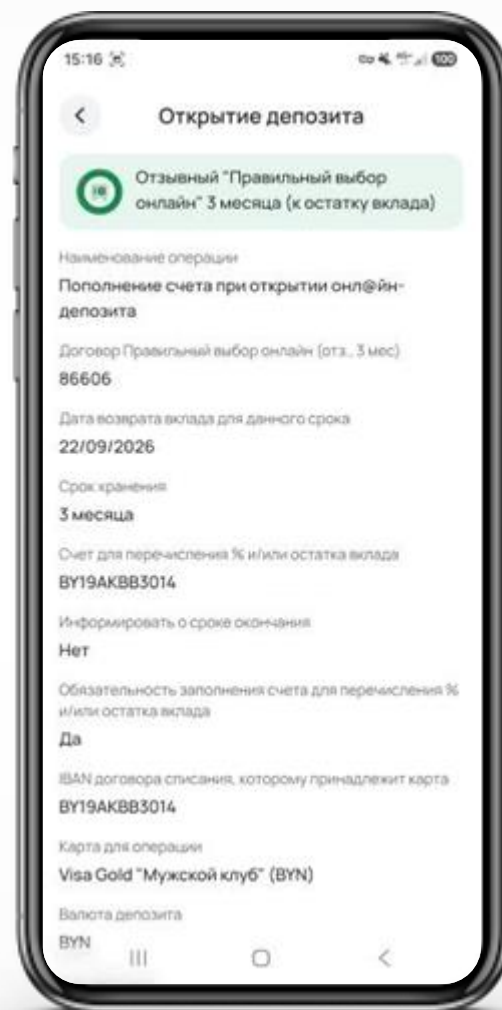 15:16
100
Открытие депозита
Отзывный "Правильный выбор
онлайн" 3 месяца (к остатку вклада)
Наименование операции
Пополнение счета при открытии онл@йн-
депозита
Договор Правильный выбор онлайн (отз., 3 мес)
86606
Дата возврата вклада для данного срока
22/09/2026
Срок хранения
3 месяца
Счет для перечисления % и/или остатка вклада
BY19AKBB3014
Информировать о сроке окончания
Нет
Обязательность заполнения счета для перечисления %
и/или остатка вклада
Да
IBAN договора списания, которому принадлежит карта
BY19AKBB3014
Карта для операции
Visa Gold "Мужской клуб" (BYN)
Валюта депозита
BYN